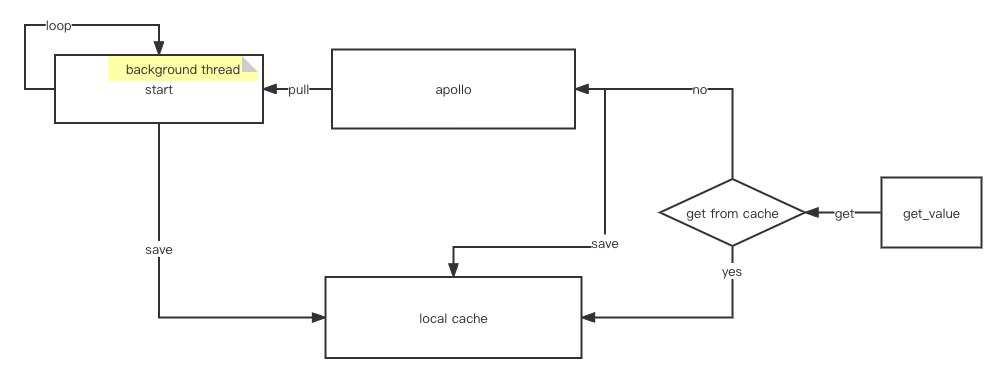 loop
background thread
start
pull
apollo
no
get from cache
get
get_value
save
save
yes
local cache